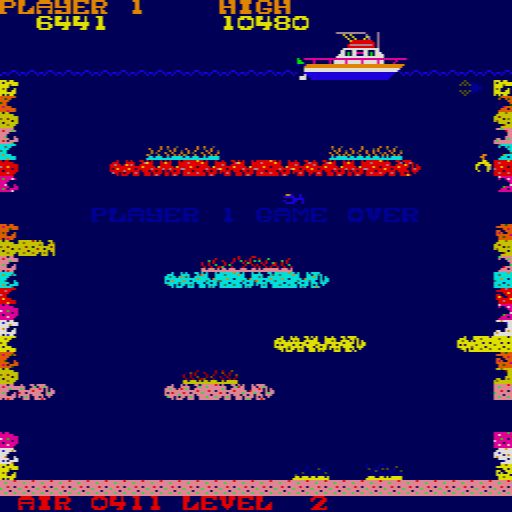 PLAYER 1 HIGH
6441 10480
PLAYER 1 GAME OVER
AIR 0411 LEVEL 2